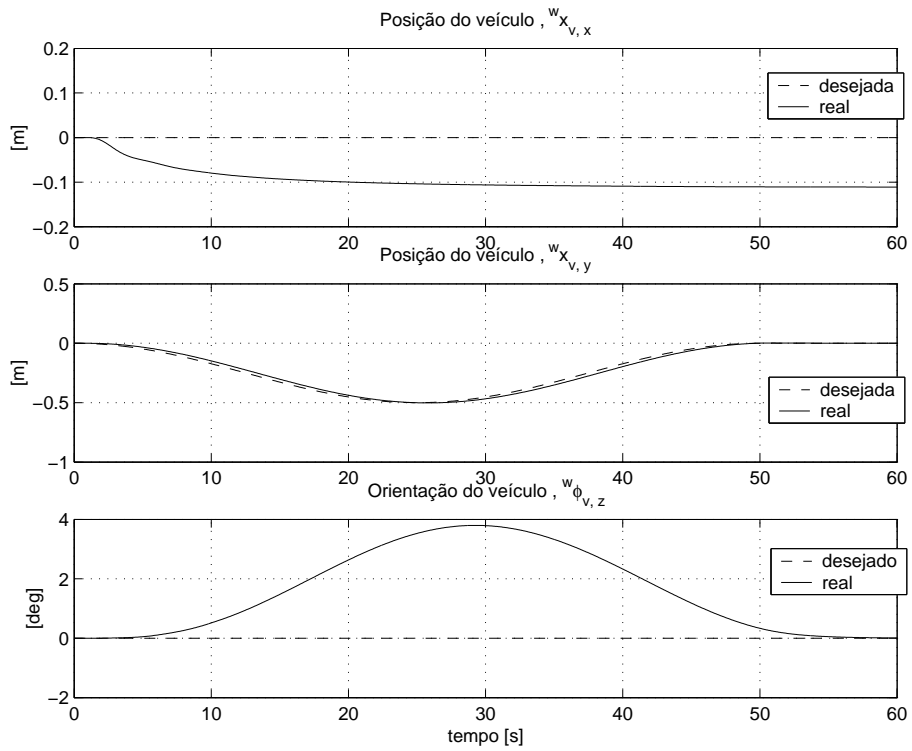 Posição do veículo , ʷx_{v, x}
0.2
0.1
0
−0.1
−0.2
[m]
desejada
real
0 10 20 30 40 50 60
Posição do veículo , ʷx_{v, y}
0.5
0
−0.5
−1
[m]
desejada
real
0 10 20 30 40 50 60
Orientação do veículo , ʷϕ_{v, z}
4
2
0
−2
[deg]
desejado
real
0 10 20 30 40 50 60
tempo [s]